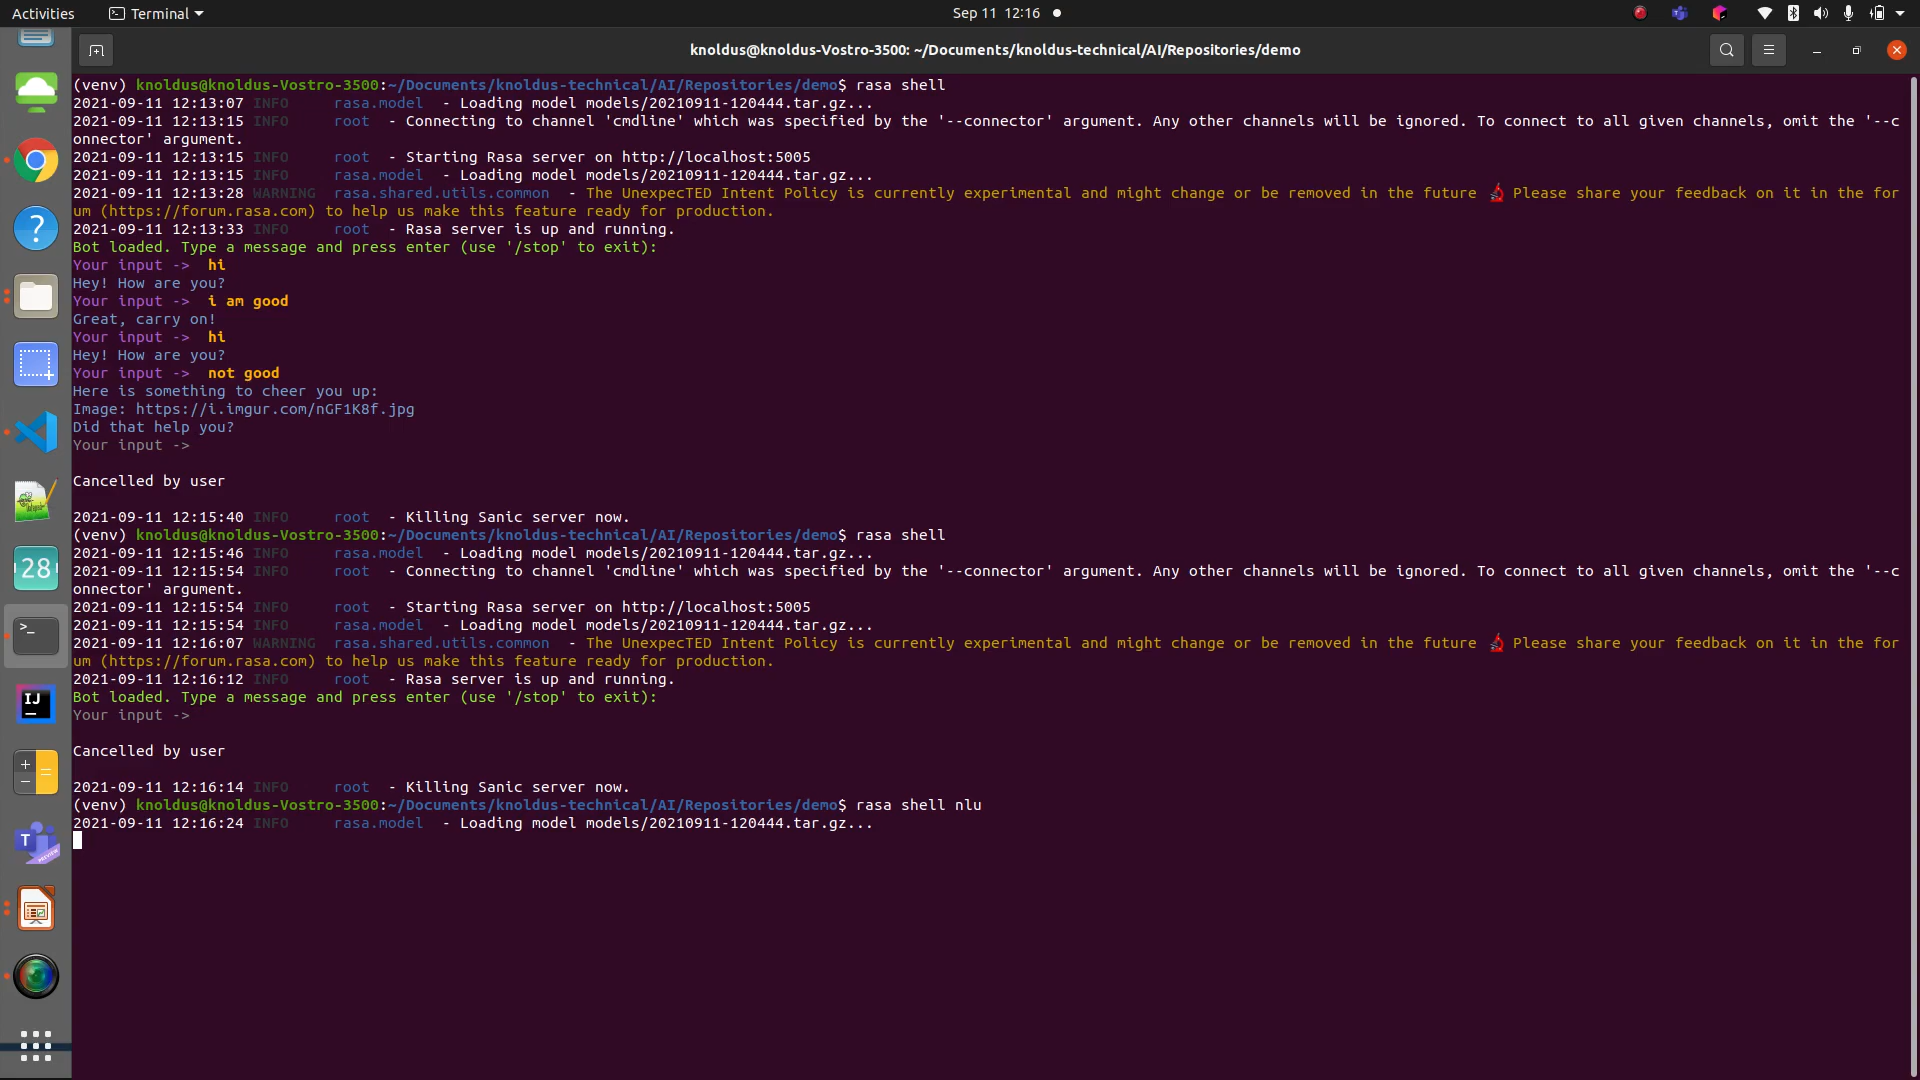 Activities
Terminal
Sep 11 12:16
knoldus@knoldus-Vostro-3500: ~/Documents/knoldus-technical/AI/Repositories/demo
(venv) knoldus@knoldus-Vostro-3500:~/Documents/knoldus-technical/AI/Repositories/demo$ rasa shell
2021-09-11 12:13:07 INFO     rasa.model  - Loading model models/20210911-120444.tar.gz...
2021-09-11 12:13:15 INFO     root  - Connecting to channel 'cmdline' which was specified by the '--connector' argument. Any other channels will be ignored. To connect to all given channels, omit the '--c
onnector' argument.
2021-09-11 12:13:15 INFO     root  - Starting Rasa server on http://localhost:5005
2021-09-11 12:13:15 INFO     rasa.model  - Loading model models/20210911-120444.tar.gz...
2021-09-11 12:13:28 WARNING  rasa.shared.utils.common  - The UnexpecTED Intent Policy is currently experimental and might change or be removed in the future 🔬 Please share your feedback on it in the for
um (https://forum.rasa.com) to help us make this feature ready for production.
2021-09-11 12:13:33 INFO     root  - Rasa server is up and running.
Bot loaded. Type a message and press enter (use '/stop' to exit):
Your input ->  hi
Hey! How are you?
Your input ->  i am good
Great, carry on!
Your input ->  hi
Hey! How are you?
Your input ->  not good
Here is something to cheer you up:
Image: https://i.imgur.com/nGF1K8f.jpg
Did that help you?
Your input ->
Cancelled by user
2021-09-11 12:15:40 INFO     root  - Killing Sanic server now.
(venv) knoldus@knoldus-Vostro-3500:~/Documents/knoldus-technical/AI/Repositories/demo$ rasa shell
2021-09-11 12:15:46 INFO     rasa.model  - Loading model models/20210911-120444.tar.gz...
2021-09-11 12:15:54 INFO     root  - Connecting to channel 'cmdline' which was specified by the '--connector' argument. Any other channels will be ignored. To connect to all given channels, omit the '--c
onnector' argument.
2021-09-11 12:15:54 INFO     root  - Starting Rasa server on http://localhost:5005
2021-09-11 12:15:54 INFO     rasa.model  - Loading model models/20210911-120444.tar.gz...
2021-09-11 12:16:07 WARNING  rasa.shared.utils.common  - The UnexpecTED Intent Policy is currently experimental and might change or be removed in the future 🔬 Please share your feedback on it in the for
um (https://forum.rasa.com) to help us make this feature ready for production.
2021-09-11 12:16:12 INFO     root  - Rasa server is up and running.
Bot loaded. Type a message and press enter (use '/stop' to exit):
Your input ->
Cancelled by user
2021-09-11 12:16:14 INFO     root  - Killing Sanic server now.
(venv) knoldus@knoldus-Vostro-3500:~/Documents/knoldus-technical/AI/Repositories/demo$ rasa shell nlu
2021-09-11 12:16:24 INFO     rasa.model  - Loading model models/20210911-120444.tar.gz...
28
IJ
T